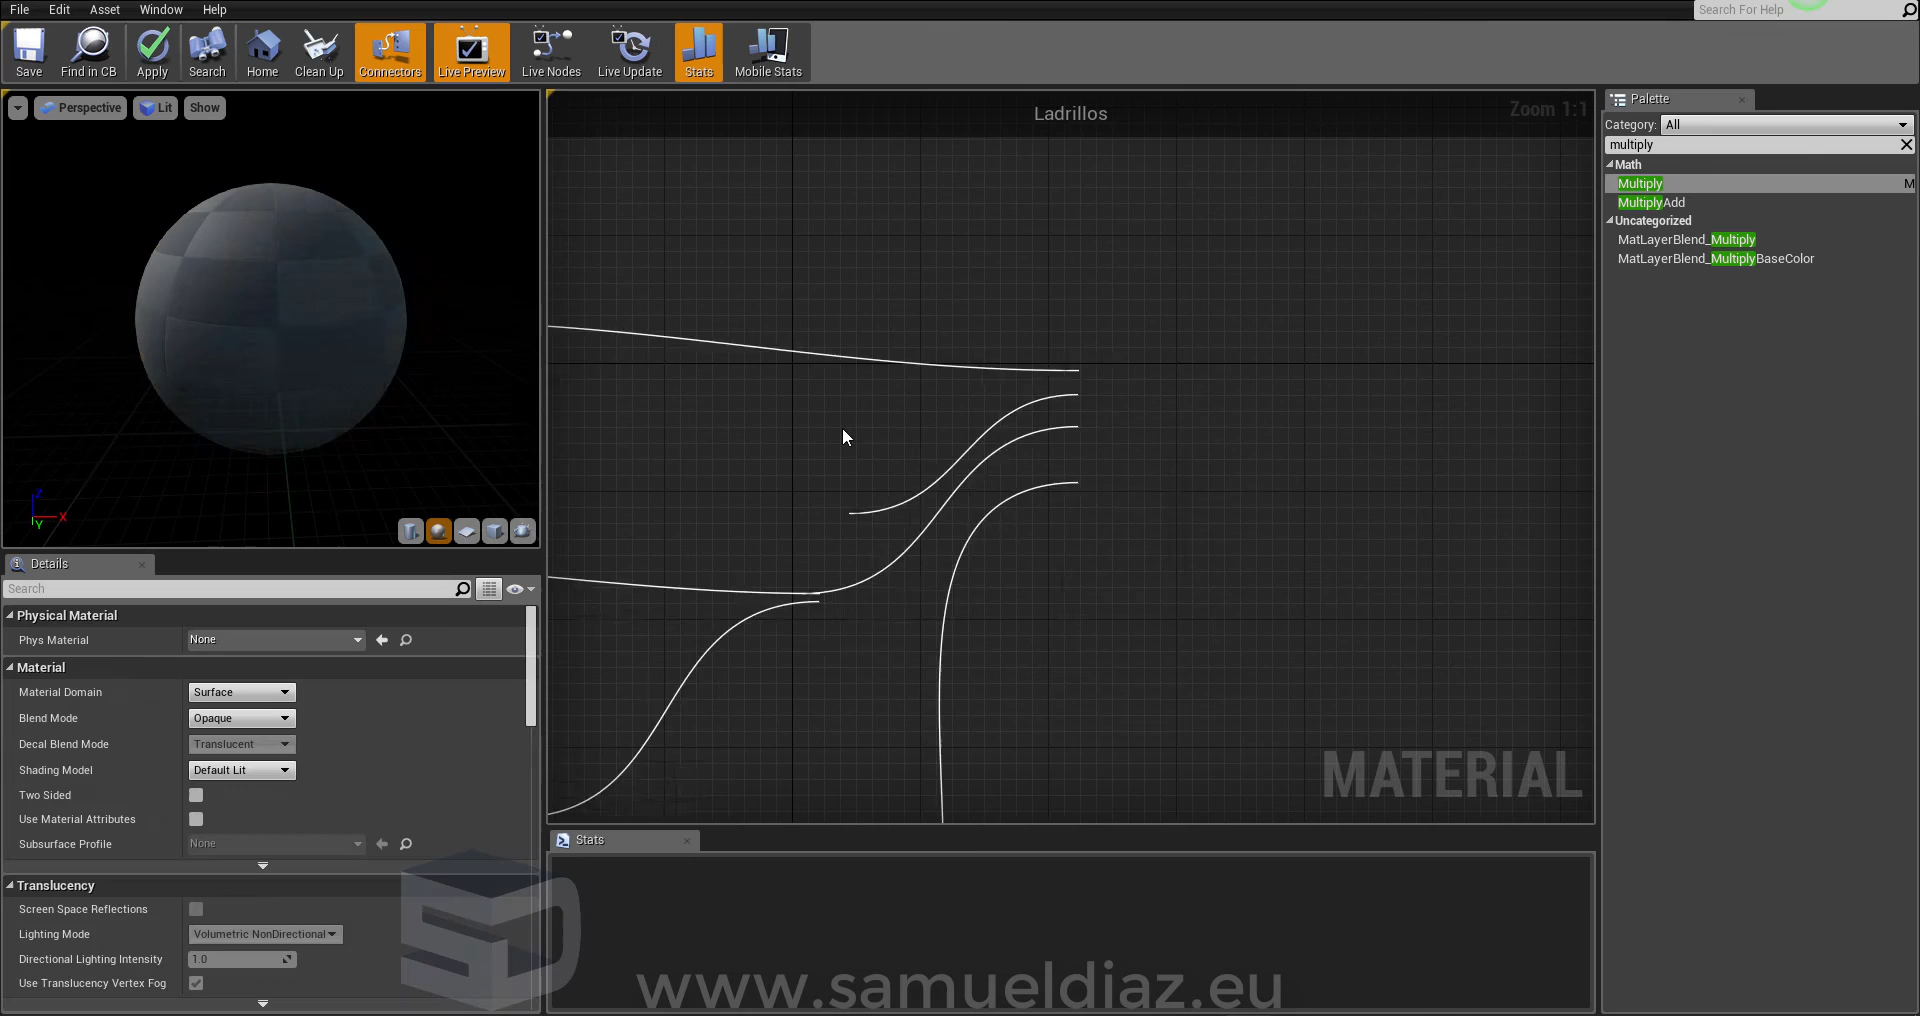 File Edit Asset Window Help
Search For Help
Save Find in CB Apply Search Home Clean Up Connectors Live Preview Live Nodes Live Update Stats Mobile Stats
Perspective Lit Show
Ladrillos
Zoom 1:1
Palette
Category: All
multiply
Math
Multiply M
MultiplyAdd
Uncategorized
MatLayerBlend_Multiply
MatLayerBlend_MultiplyBaseColor
Z
X
Y
Details
Search
Physical Material
Phys Material None
Material
Material Domain Surface
Blend Mode Opaque
Decal Blend Mode Translucent
Shading Model Default Lit
Two Sided
Use Material Attributes
Subsurface Profile None
Translucency
Screen Space Reflections
Lighting Mode Volumetric NonDirectional
Directional Lighting Intensity 1.0
Use Translucency Vertex Fog
MATERIAL
Stats
SD
www.samueldiaz.eu